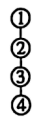 ①
②
③
④